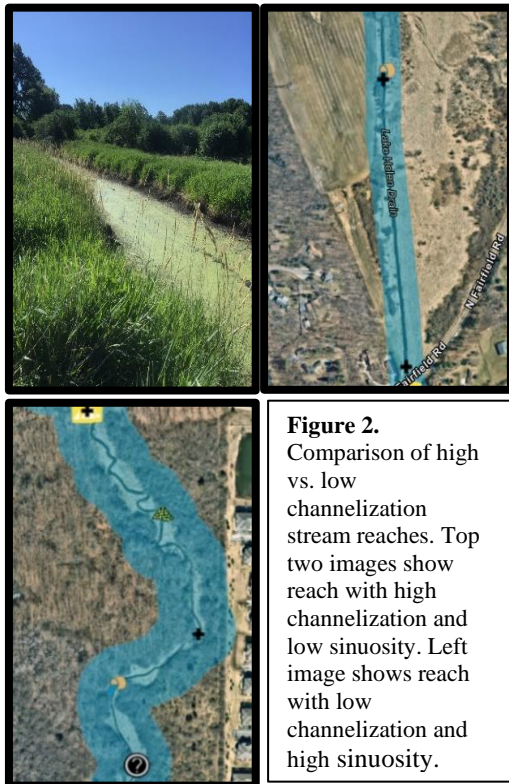 Lake Helen Drain
N Fairfield Rd
Fairfield Rd
?
Figure 2.
Comparison of high
vs. low
channelization
stream reaches. Top
two images show
reach with high
channelization and
low sinuosity. Left
image shows reach
with low
channelization and
high sinuosity.